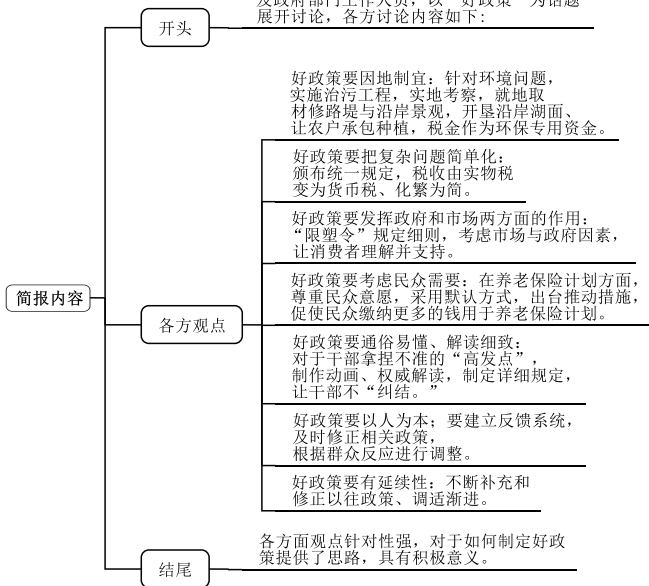 及政府部门工作人员，以“好政策”为话题
展开讨论，各方讨论内容如下：
开头
好政策要因地制宜：针对环境问题，
实施治污工程，实地考察，就地取
材修路堤与沿岸景观，开垦沿岸湖面、
让农户承包种植，税金作为环保专用资金。
好政策要把复杂问题简单化：
颁布统一规定，税收由实物税
变为货币税、化繁为简。
好政策要发挥政府和市场两方面的作用：
“限塑令”规定细则，考虑市场与政府因素，
让消费者理解并支持。
简报内容
各方观点
好政策要考虑民众需要：在养老保险计划方面，
尊重民众意愿，采用默认方式，出台推动措施，
促使民众缴纳更多的钱用于养老保险计划。
好政策要通俗易懂、解读细致：
对于干部拿捏不准的“高发点”，
制作动画、权威解读，制定详细规定，
让干部不“纠结。”
好政策要以人为本；要建立反馈系统，
及时修正相关政策，
根据群众反应进行调整。
好政策要有延续性：不断补充和
修正以往政策、调适渐进。
结尾
各方面观点针对性强，对于如何制定好政
策提供了思路，具有积极意义。